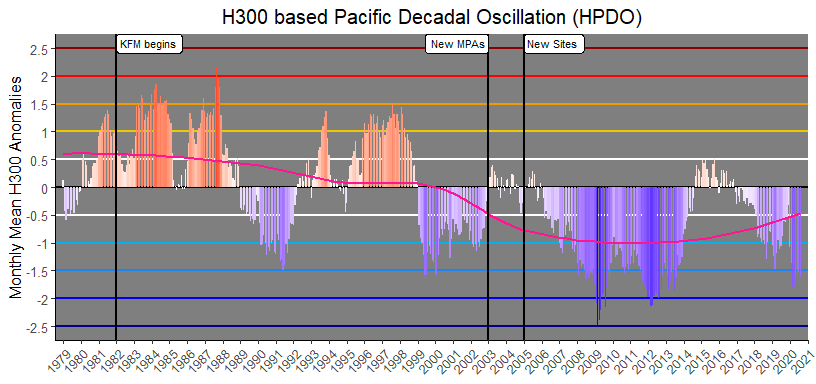 H300 based Pacific Decadal Oscillation (HPDO)
KFM begins
New MPAs
New Sites
Monthly Mean H300 Anomalies
2.5
2
1.5
1
0.5
0
-0.5
-1
-1.5
-2
-2.5
1979 1980 1981 1982 1983 1984 1985 1986 1987 1988 1989 1990 1991 1992 1993 1994 1995 1996 1997 1998 1999 2000 2001 2002 2003 2004 2005 2006 2007 2008 2009 2010 2011 2012 2013 2014 2015 2016 2017 2018 2019 2020 2021